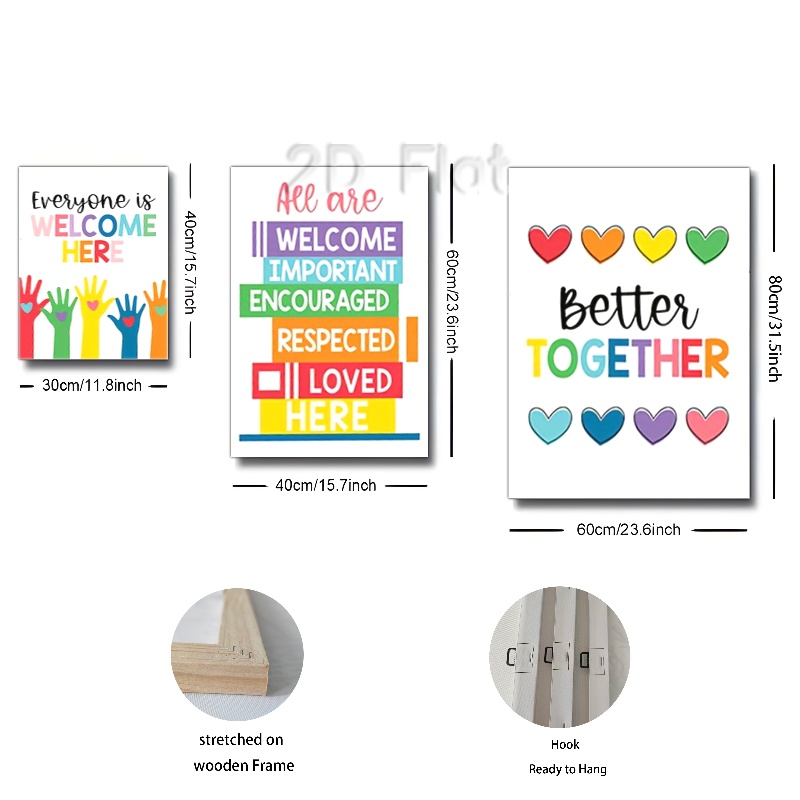 2D Flat
Everyone is
WELCOME
HERE
40cm/15.7inch
30cm/11.8inch
All are
WELCOME
IMPORTANT
ENCOURAGED
RESPECTED
LOVED
HERE
60cm/23.6inch
40cm/15.7inch
Better
TOGETHER
80cm/31.5inch
60cm/23.6inch
stretched on
wooden Frame
Hook
Ready to Hang